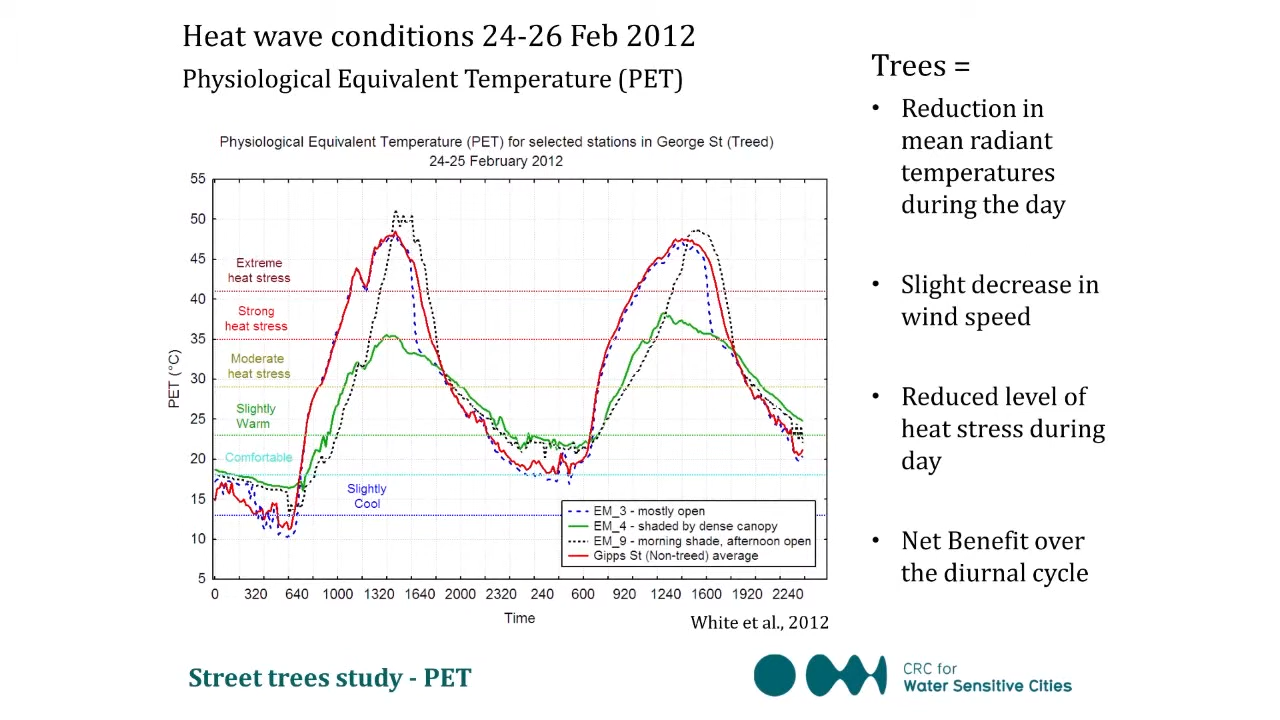 Heat wave conditions 24-26 Feb 2012
Physiological Equivalent Temperature (PET)
Physiological Equivalent Temperature (PET) for selected stations in George St (Treed)
24-25 February 2012
55
50
45
40
35
30
25
20
15
10
5
PET (°C)
Extreme
heat stress
Strong
heat stress
Moderate
heat stress
Slightly
Warm
Comfortable
Slightly
Cool
EM_3 - mostly open
EM_4 - shaded by dense canopy
EM_9 - morning shade, afternoon open
Gipps St (Non-treed) average
0 320 640 1000 1320 1640 2000 2320 240 600 920 1240 1600 1920 2240
Time
White et al., 2012
Trees =
• Reduction in
mean radiant
temperatures
during the day
• Slight decrease in
wind speed
• Reduced level of
heat stress during
day
• Net Benefit over
the diurnal cycle
Street trees study - PET
CRC for
Water Sensitive Cities